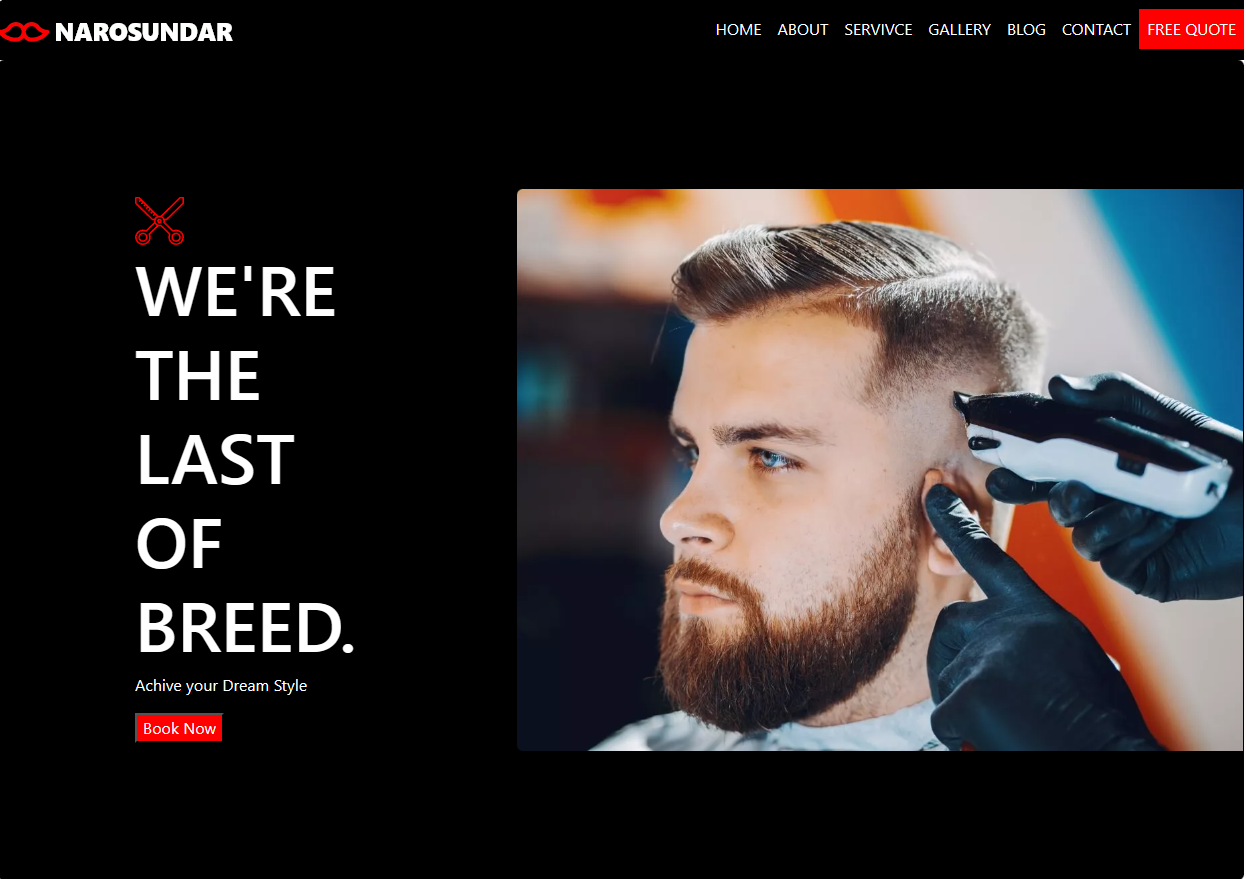 NAROSUNDAR
HOME ABOUT SERVIVCE GALLERY BLOG CONTACT FREE QUOTE
WE'RE
THE
LAST
OF
BREED.
Achive your Dream Style
Book Now